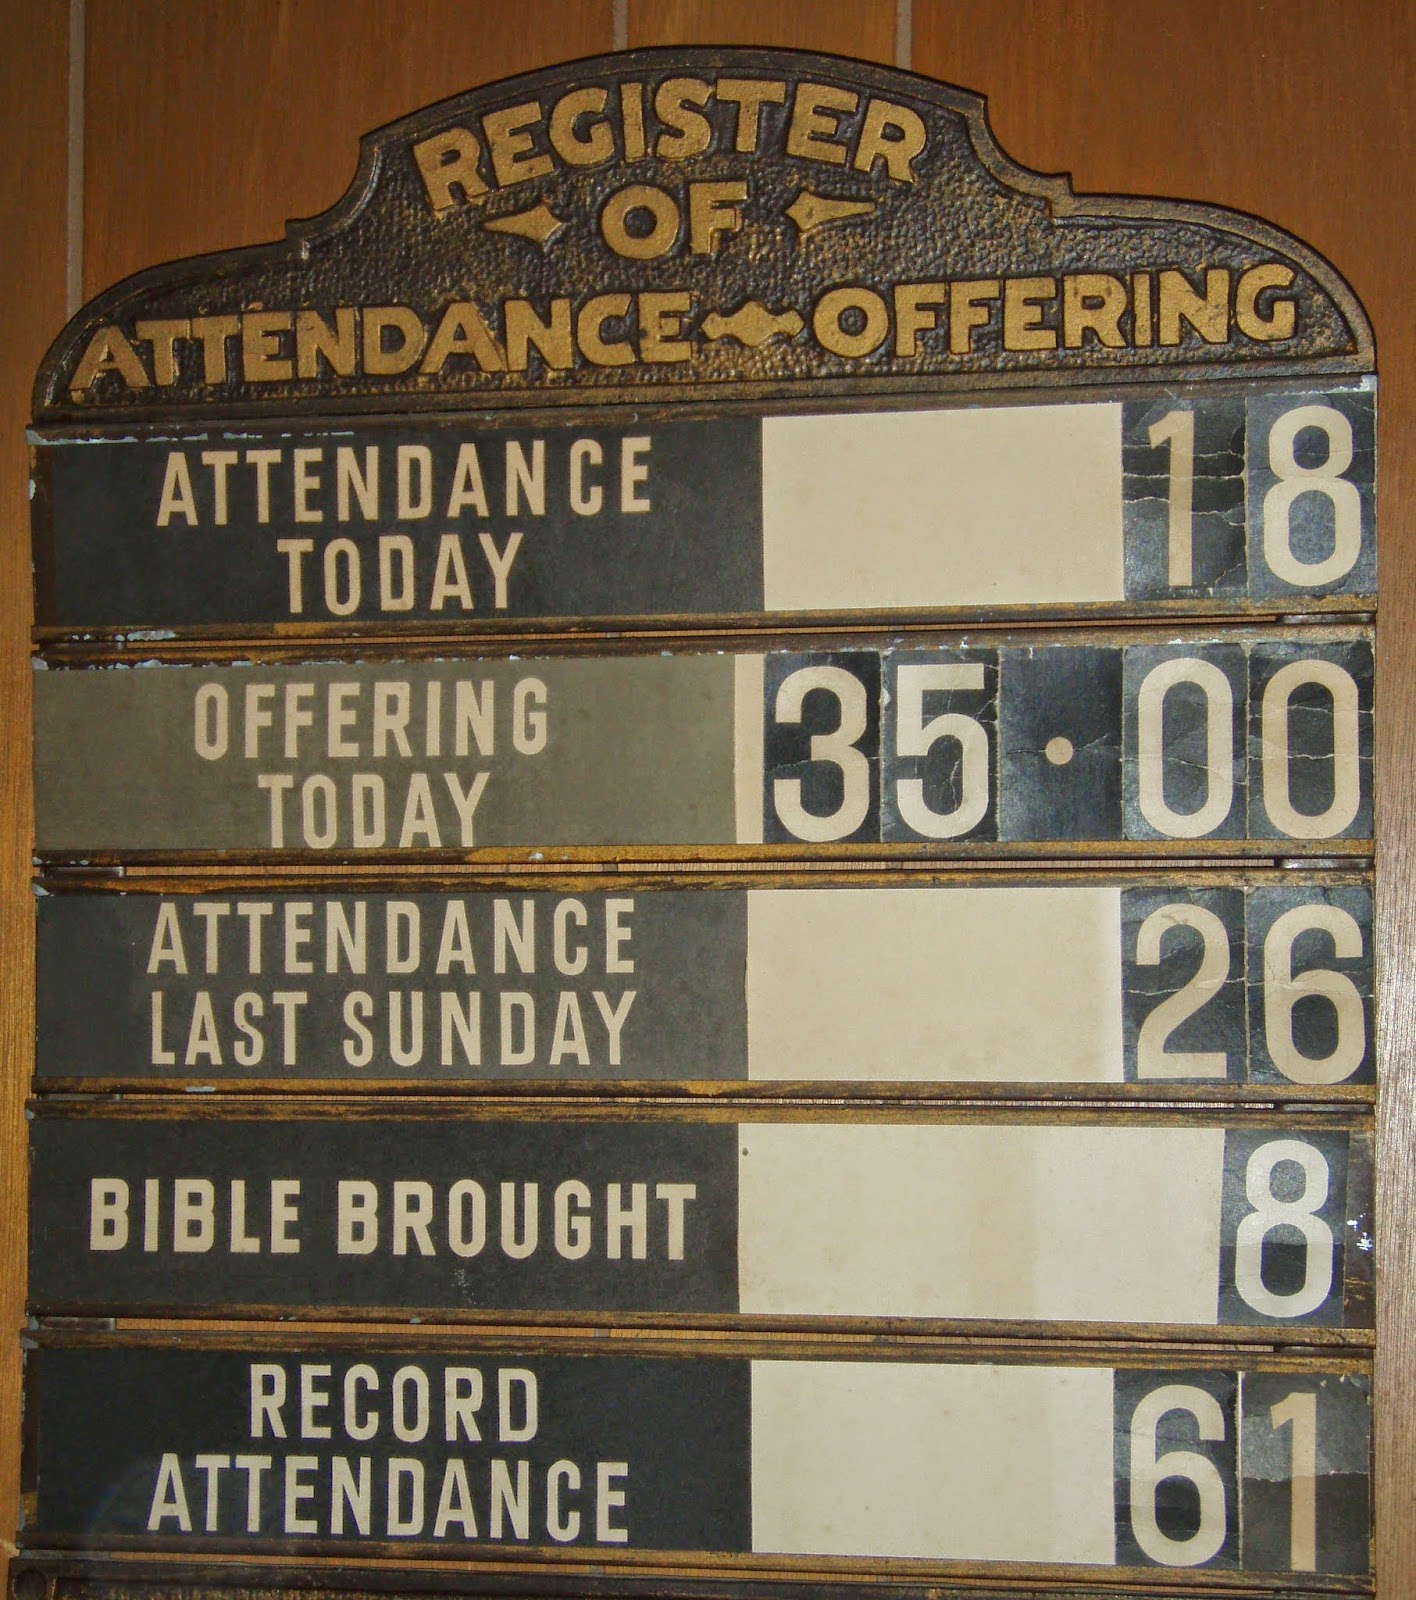 REGISTER
OF
ATTENDANCE OFFERING
ATTENDANCE
TODAY
18
OFFERING
TODAY
35.00
ATTENDANCE
LAST SUNDAY
26
BIBLE BROUGHT
8
RECORD
ATTENDANCE
61